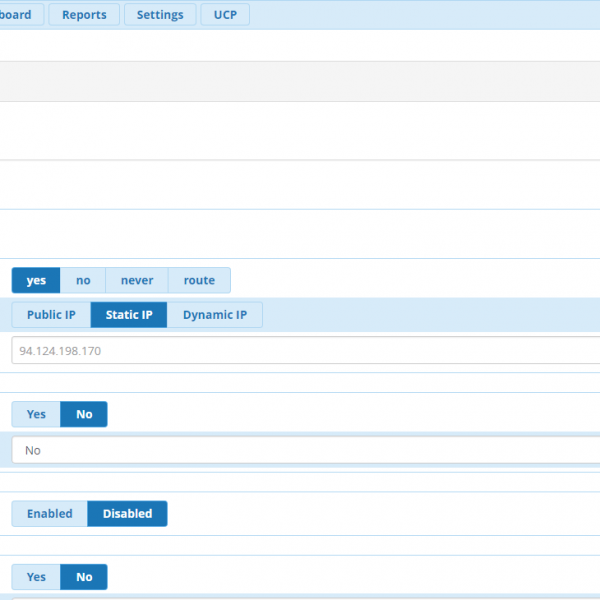 board Reports Settings UCP
yes no never route
Public IP Static IP Dynamic IP
94.124.198.170
Yes No
No
Enabled Disabled
Yes No